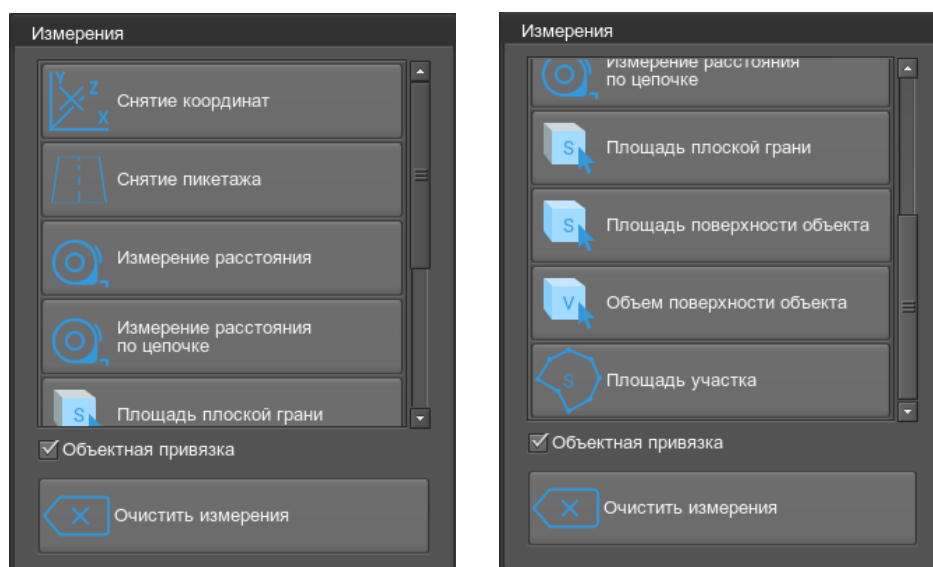 Измерения
Y
Z
X
Снятие координат
Снятие пикетажа
Измерение расстояния
Измерение расстояния
по цепочке
S
Площадь плоской грани
Объектная привязка
Очистить измерения
Измерения
Измерение расстояния
по цепочке
S
Площадь плоской грани
S
Площадь поверхности объекта
V
Объем поверхности объекта
S
Площадь участка
Объектная привязка
Очистить измерения